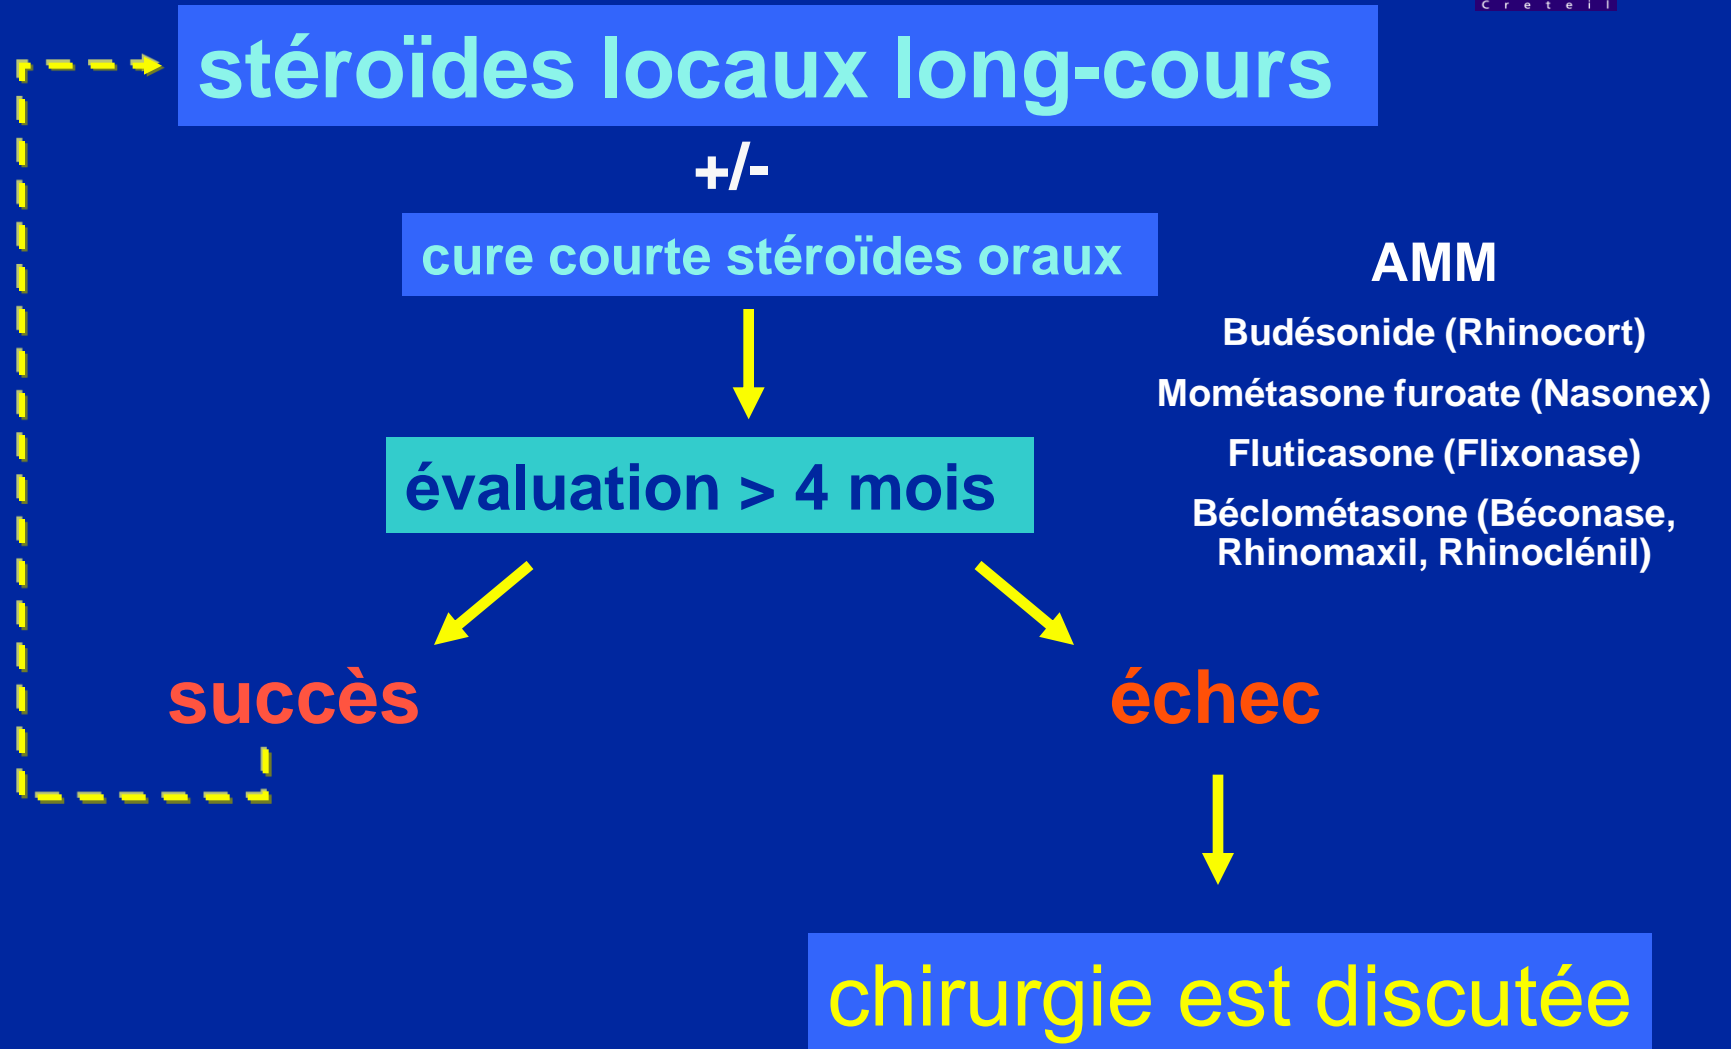 Creteil
stéroïdes locaux long-cours
+/-
cure courte stéroïdes oraux
AMM
Budésonide (Rhinocort)
Mométasone furoate (Nasonex)
Fluticasone (Flixonase)
Béclométasone (Béconase,
Rhinomaxil, Rhinoclénil)
évaluation > 4 mois
succès
échec
chirurgie est discutée